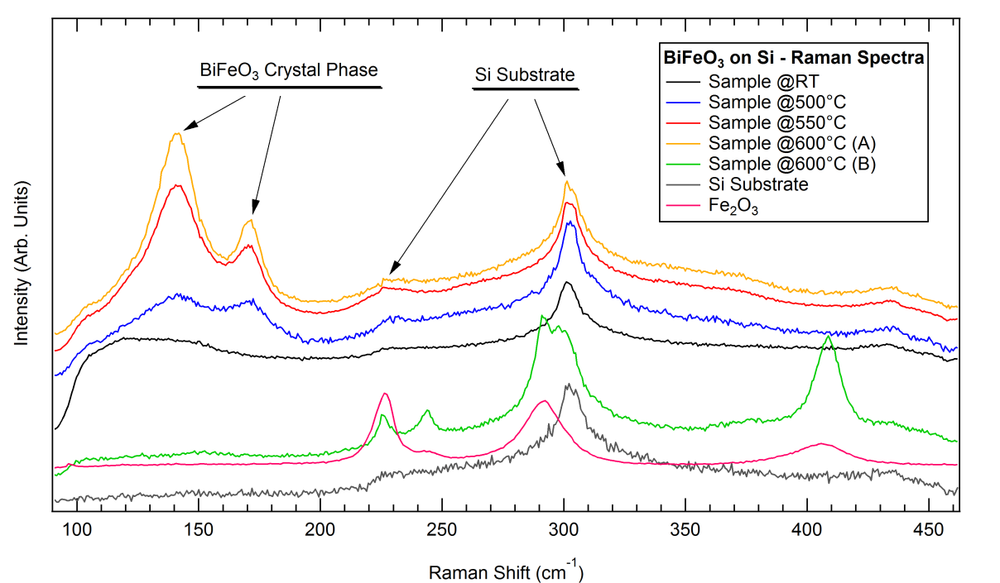 BiFeO₃ Crystal Phase
Si Substrate
BiFeO₃ on Si - Raman Spectra
Sample @RT
Sample @500°C
Sample @550°C
Sample @600°C (A)
Sample @600°C (B)
Si Substrate
Fe₂O₃
Intensity (Arb. Units)
100 150 200 250 300 350 400 450
Raman Shift (cm⁻¹)